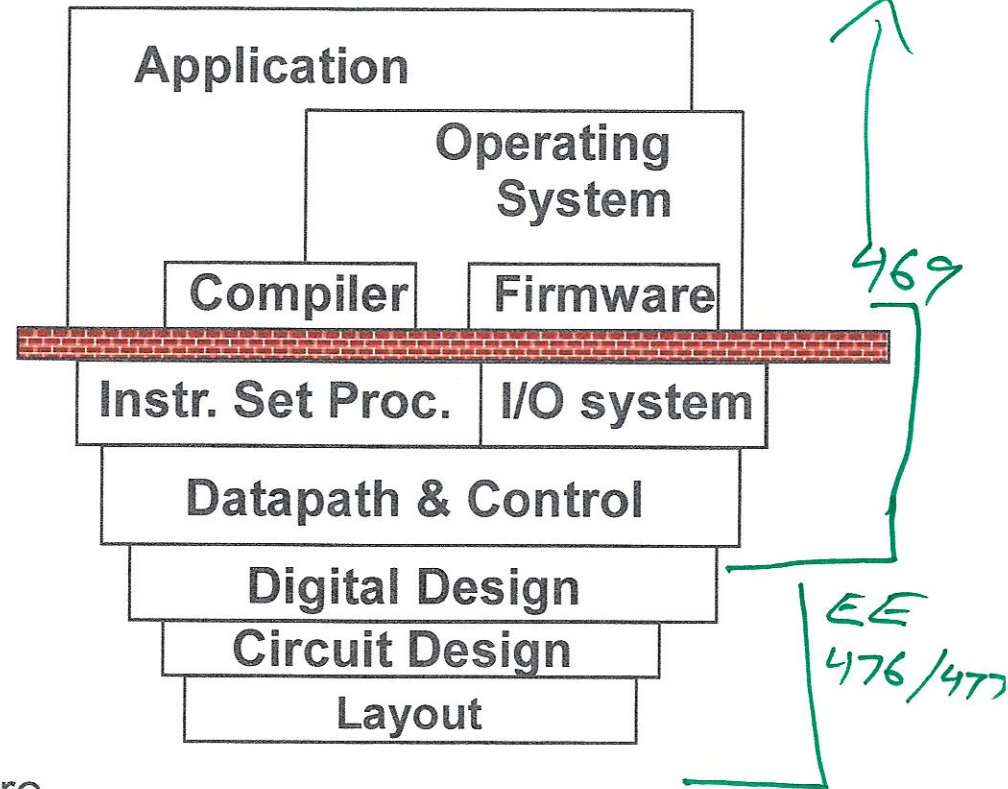 Application
Operating
System
Compiler
Firmware
469
Instr. Set Proc.
I/O system
Datapath & Control
Digital Design
EE
476/477
Circuit Design
Layout